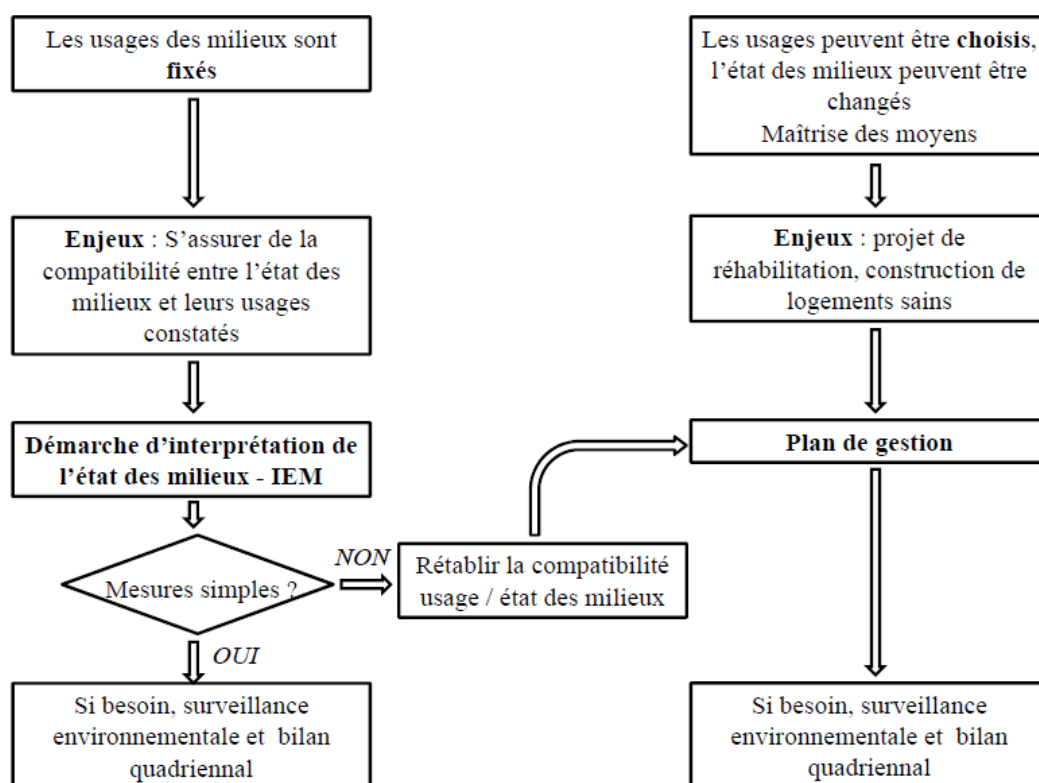 Les usages des milieux sont
fixés
Enjeux : S’assurer de la
compatibilité entre l’état des
milieux et leurs usages
constatés
Démarche d’interprétation de
l’état des milieux - IEM
Mesures simples ?
NON
Rétablir la compatibilité
usage / état des milieux
OUI
Si besoin, surveillance
environnementale et bilan
quadriennal
Les usages peuvent être choisis,
l’état des milieux peuvent être
changés
Maîtrise des moyens
Enjeux : projet de
réhabilitation, construction de
logements sains
Plan de gestion
Si besoin, surveillance
environnementale et bilan
quadriennal